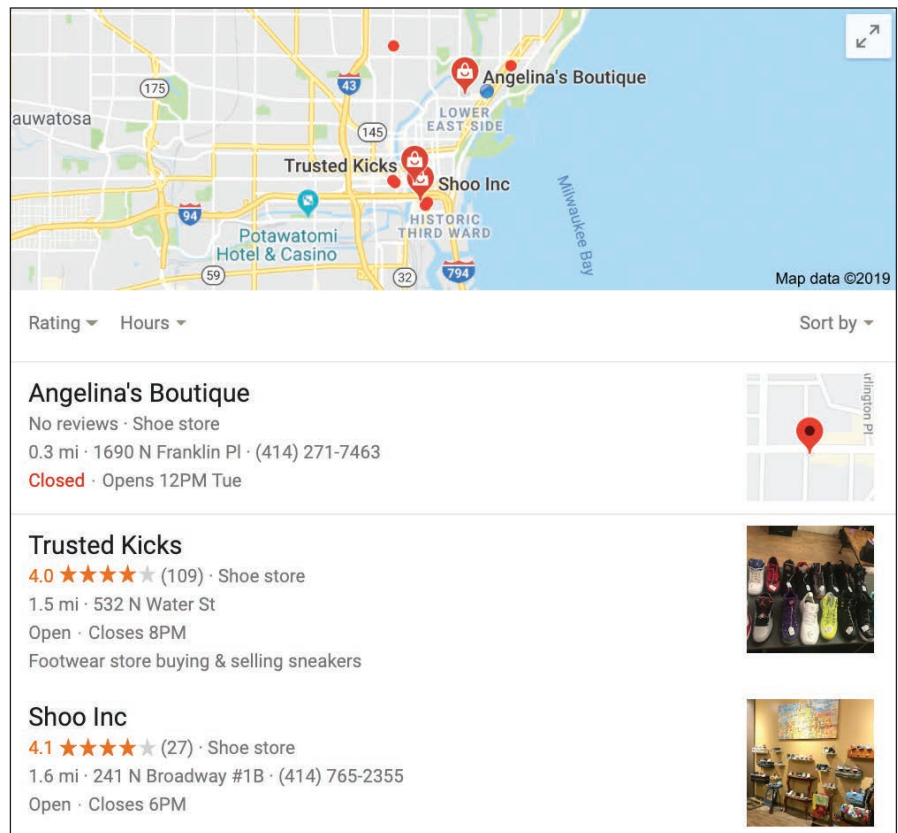 175
43
Angelina's Boutique
auwatosa
LOWER
EAST SIDE
145
Trusted Kicks
Shoo Inc
94
HISTORIC
THIRD WARD
Potawatomi
Hotel & Casino
Milwaukee Bay
59
32
794
Map data ©2019
Rating Hours Sort by
Angelina's Boutique
No reviews · Shoe store
0.3 mi · 1690 N Franklin Pl · (414) 271-7463
Closed · Opens 12PM Tue
rlington Pl
Trusted Kicks
4.0 ★★★★★ (109) · Shoe store
1.5 mi · 532 N Water St
Open · Closes 8PM
Footwear store buying & selling sneakers
Shoo Inc
4.1 ★★★★★ (27) · Shoe store
1.6 mi · 241 N Broadway #1B · (414) 765-2355
Open · Closes 6PM